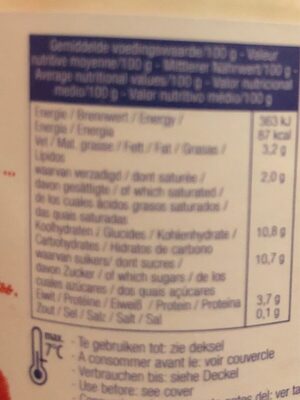 Gemiddelde voedingswaarde/100 g - Valeur
nutritive moyenne/100 g - Mittlerer Nährwert/100 g -
Average nutritional values/100 g - Valor nutricional
medio/100 g - Valor nutritivo médio/100 g
Energie / Brennwert / Energy / 363 kJ
Energía / Energia 87 kcal
Vet / Mat. grasse / Fett / Fat / Grasas / 3,2 g
Lípidos
waarvan verzadigd / dont saturée / 2,0 g
davon gesättigte / of which saturated /
de los cuales ácidos grasos saturados /
das quais saturadas
Koolhydraten / Glucides / Kohlenhydrate / 10,8 g
Carbohydrates / Hidratos de carbono
waarvan suikers/ dont sucres / 10,7 g
davon Zucker / of which sugars / de los
cuales azúcares / dos quais açúcares
Eiwit / Protéine / Eiweiß / Protein / Proteína 3,7 g
Zout / Sel / Salz / Salt / Sal 0,1 g
max.
7°C
- Te gebruiken tot: zie deksel
- A consommer avant le: voir couvercle
- Verbrauchen bis: siehe Deckel
- Use before: see cover
del: ver ta